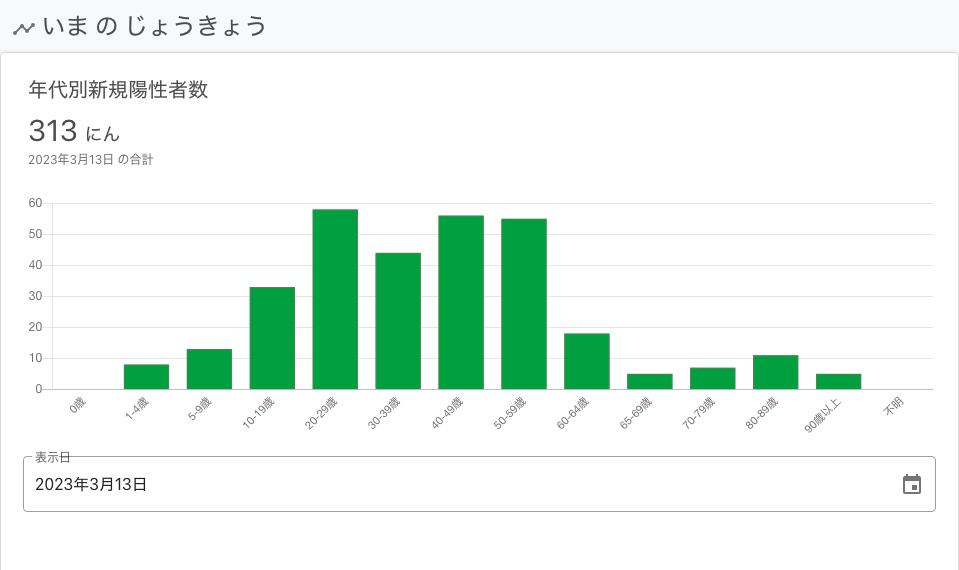 いま の じょうきょう
年代別新規陽性者数
313 にん
2023年3月13日 の合計
60
50
40
30
20
10
0
0歳
1-4歳
5-9歳
10-19歳
20-29歳
30-39歳
40-49歳
50-59歳
60-64歳
65-69歳
70-79歳
80-89歳
90歳以上
不明
表示日
2023年3月13日